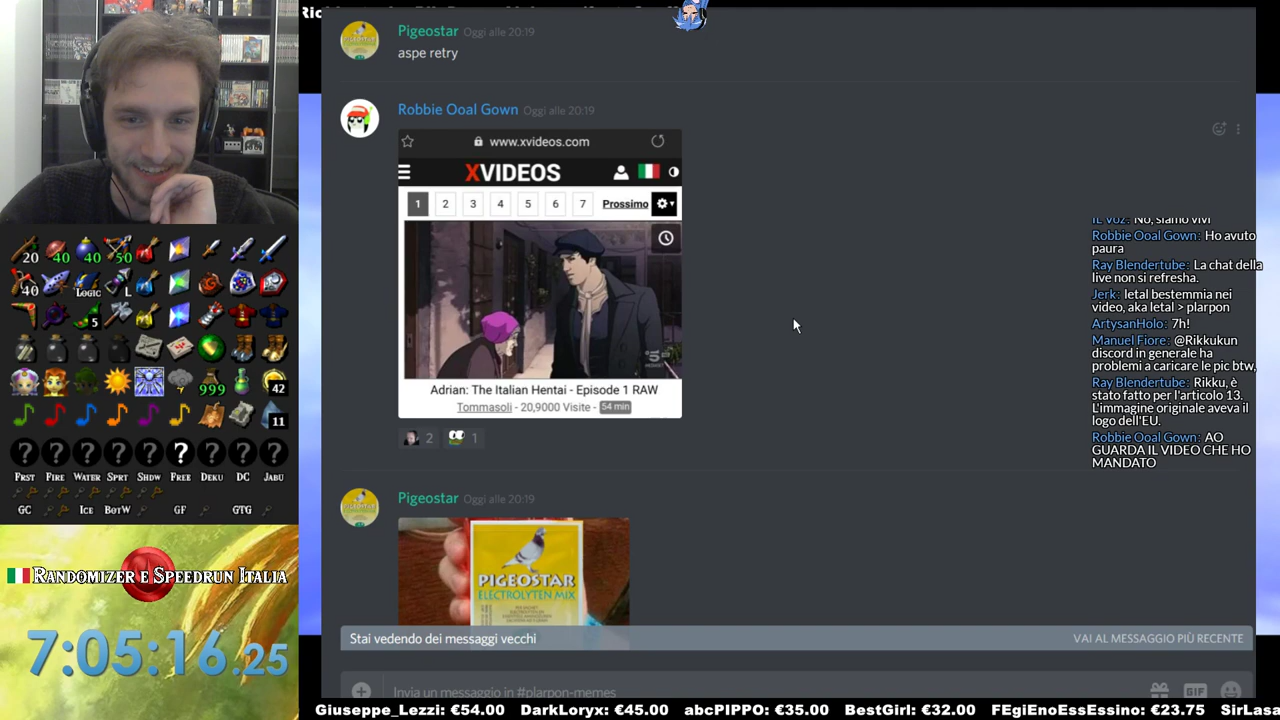 Pigeostar Oggi alle 20:19
aspe retry
Robbie Ooal Gown Oggi alle 20:19
www.xvideos.com
XVIDEOS
1 2 3 4 5 6 7 Prossimo
Adrian: The Italian Hentai - Episode 1 RAW
Tommasoli - 20,9000 Visite - 54 min
2 1
Pigeostar Oggi alle 20:19
PIGEOSTAR
ELECTROLYTEN MIX
Stai vedendo dei messaggi vecchi
VAI AL MESSAGGIO PIÙ RECENTE
Invia un messaggio in #plarpon-memes
GIF
IL Voz: No, siamo vivi
Robbie Ooal Gown: Ho avuto
paura
Ray Blendertube: La chat della
live non si refresha.
Jerk: letal bestemmia nei
video, aka letal > plarpon
ArtysanHolo: 7h!
Manuel Fiore: @Rikkukun
discord in generale ha
problemi a caricare le pic btw,
Ray Blendertube: Rikku, è
stato fatto per l'articolo 13.
L'immagine originale aveva il
logo dell'EU.
Robbie Ooal Gown: AO
GUARDA IL VIDEO CHE HO
MANDATO
20 40 40 50
40 LOGIC L
5
999 42
11
? ? ? ? ? ? ? ? ?
FRST FIRE WATER SPRT SHDW FREE DEKU DC JABU
GC ICE BOTW GF GTG
RANDOMIZER E SPEEDRUN ITALIA
7:05:16.25
Giuseppe_Lezzi: €54.00 DarkLoryx: €45.00 abcPIPPO: €35.00 BestGirl: €32.00 FEgiEnoEssEssino: €23.75 SirLasa